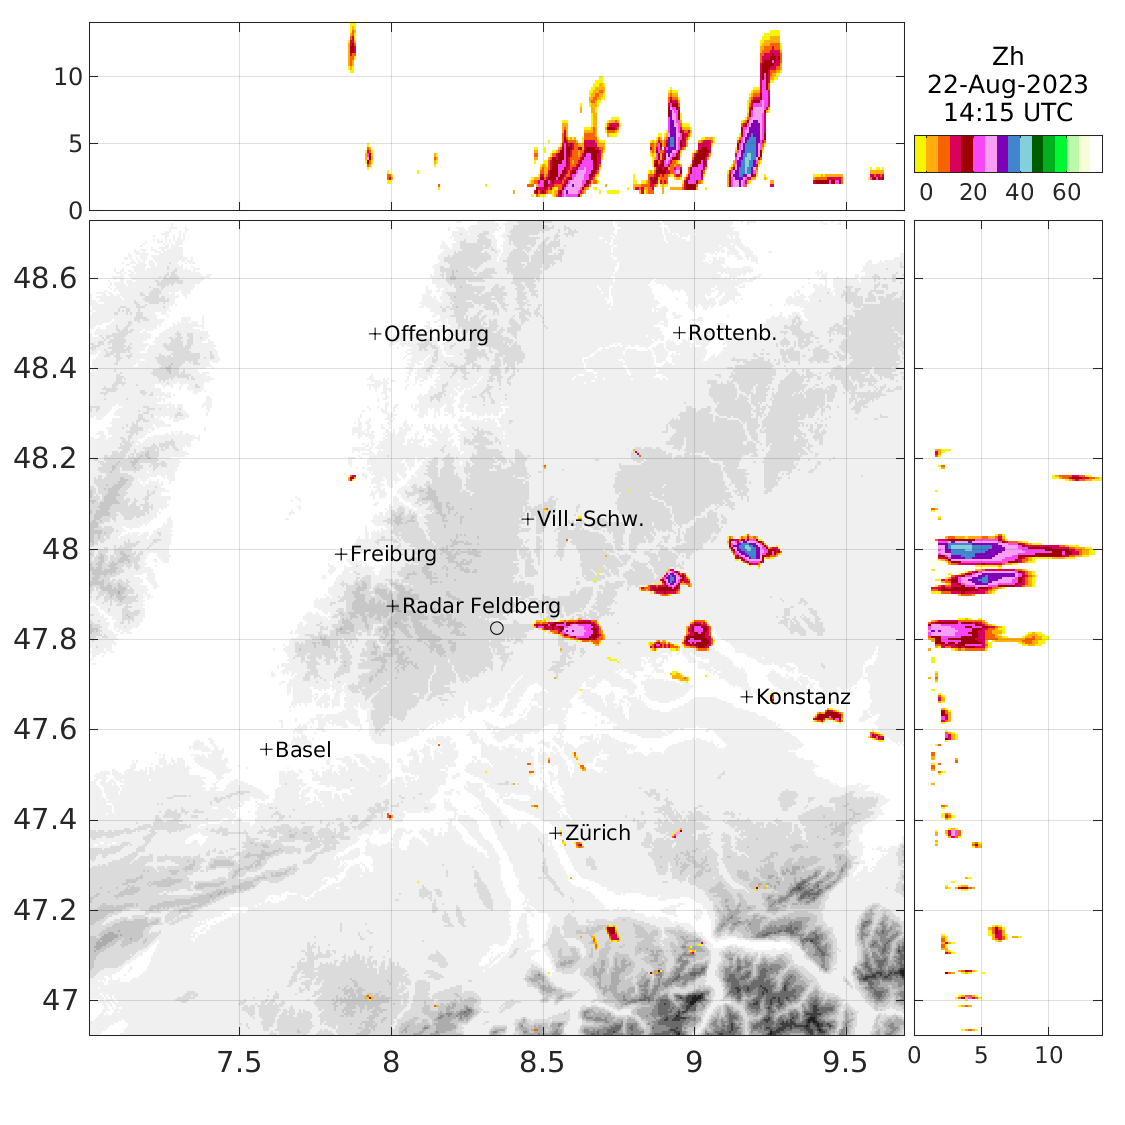 10
5
0
Zh
22-Aug-2023
14:15 UTC
0 20 40 60
48.6
48.4
48.2
48
47.8
47.6
47.4
47.2
47
+Offenburg
+Rottenb.
+Vill.-Schw.
+Freiburg
+Radar Feldberg
+Konstanz
+Basel
+Zürich
7.5 8 8.5 9 9.5
0 5 10